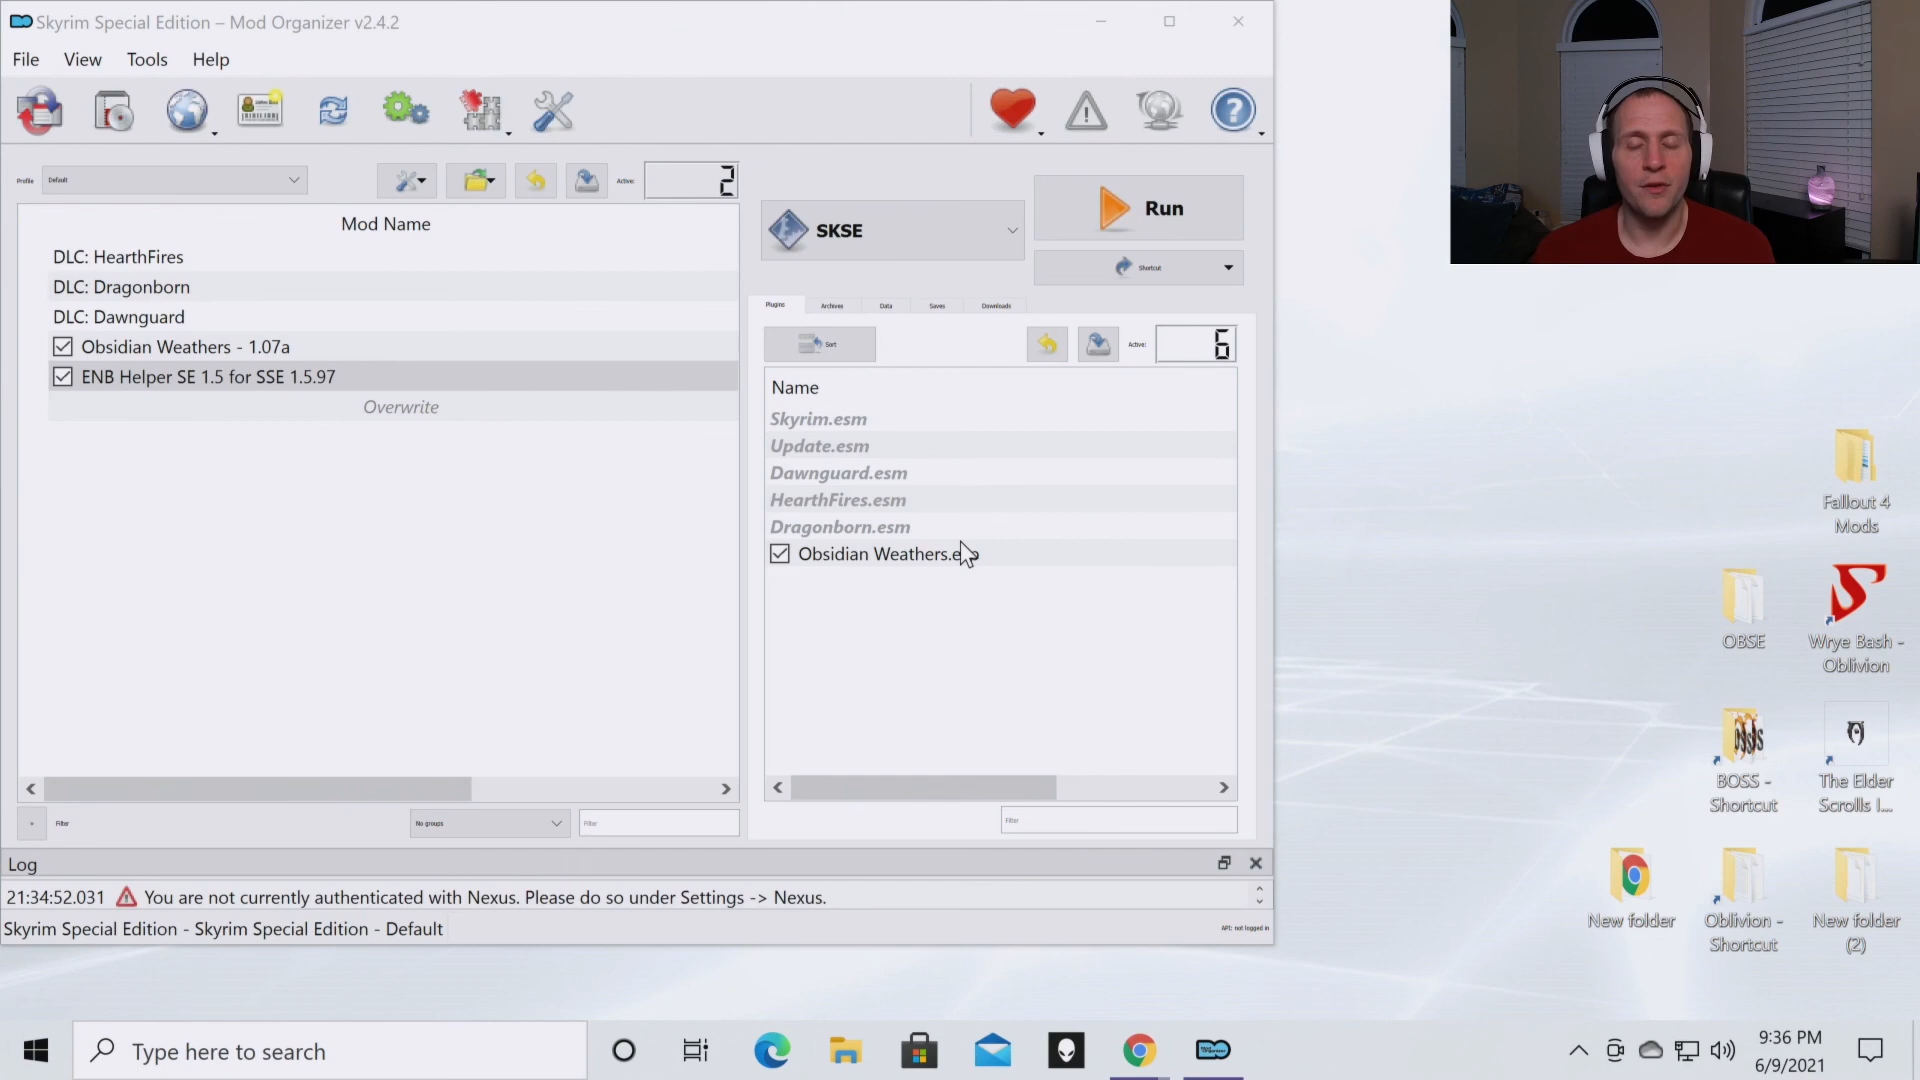 Skyrim Special Edition – Mod Organizer v2.4.2
File View Tools Help
Profile Default Active: 2
Mod Name
DLC: HearthFires
DLC: Dragonborn
DLC: Dawnguard
Obsidian Weathers - 1.07a
ENB Helper SE 1.5 for SSE 1.5.97
Overwrite
Filter No groups Filter
SKSE
Run
Shortcut
Plugins Archives Data Saves Downloads
Sort Active: 6
Name
Skyrim.esm
Update.esm
Dawnguard.esm
HearthFires.esm
Dragonborn.esm
Obsidian
Filter
Log
21:34:52.031 You are not currently authenticated with Nexus. Please do so under Settings -> Nexus.
Skyrim Special Edition - Skyrim Special Edition - Default
API: not logged in
Fallout 4
Mods
OBSE
Wrye Bash -
Oblivion
BOSS -
Shortcut
The Elder
Scrolls I...
New folder
Oblivion -
Shortcut
New folder
(2)
Type here to search
9:36 PM
6/9/2021